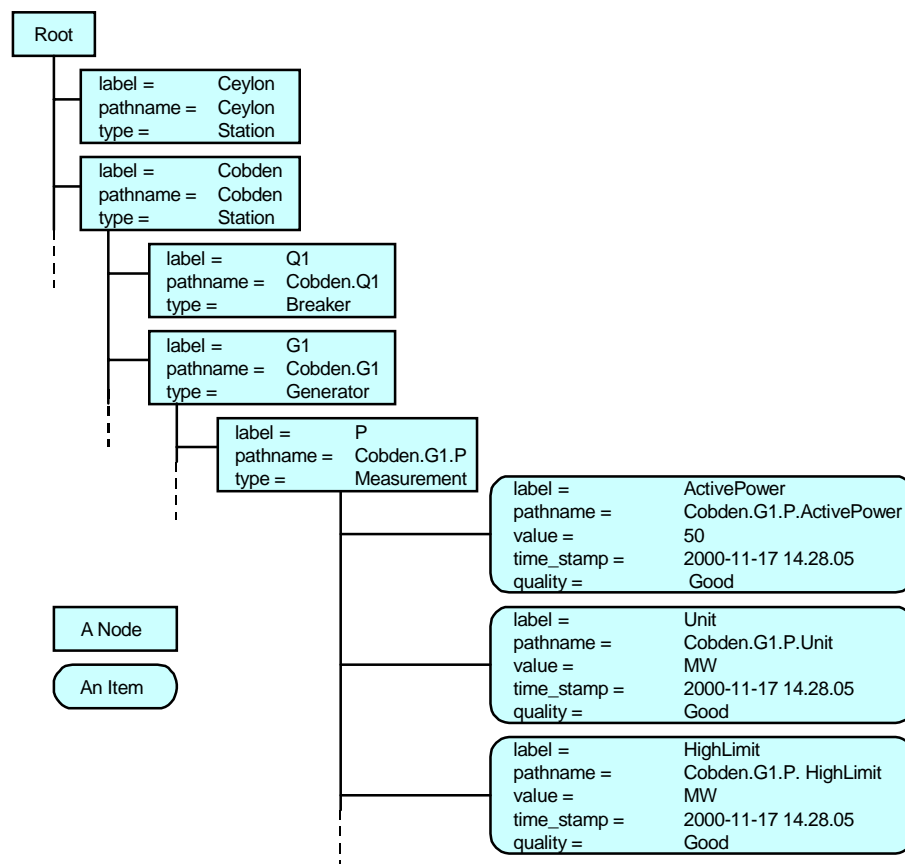 Root
label = Ceylon
pathname = Ceylon
type = Station
label = Cobden
pathname = Cobden
type = Station
label = Q1
pathname = Cobden.Q1
type = Breaker
label = G1
pathname = Cobden.G1
type = Generator
label = P
pathname = Cobden.G1.P
type = Measurement
label = ActivePower
pathname = Cobden.G1.P.ActivePower
value = 50
time_stamp = 2000-11-17 14.28.05
quality = Good
A Node
An Item
label = Unit
pathname = Cobden.G1.P.Unit
value = MW
time_stamp = 2000-11-17 14.28.05
quality = Good
label = HighLimit
pathname = Cobden.G1.P. HighLimit
value = MW
time_stamp = 2000-11-17 14.28.05
quality = Good